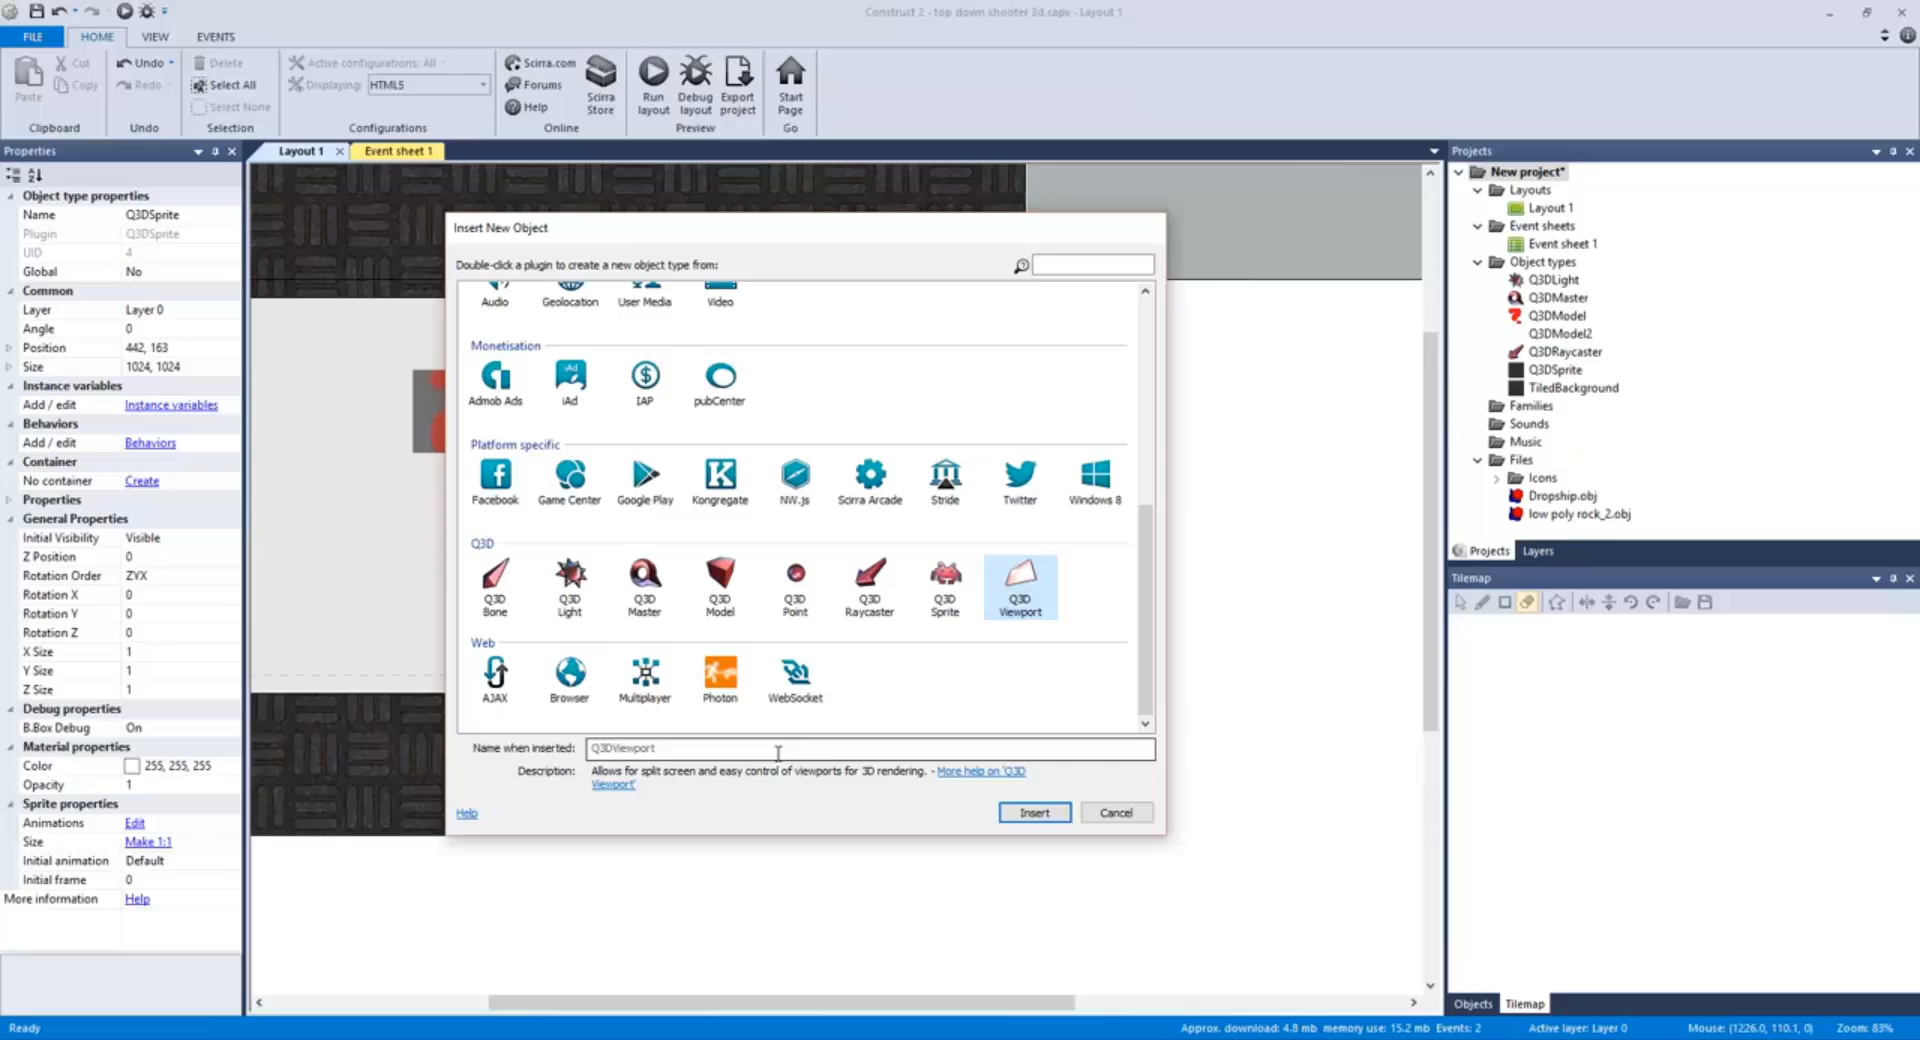 Construct 2 - top down shooter 3d.capx - Layout 1
FILE HOME VIEW EVENTS
Paste
Cut
Copy
Clipboard
Undo
Redo
Undo
Delete
Select All
Select None
Selection
Active configurations: All
Displaying: HTML5
Configurations
Scirra.com
Forums
Help
Scirra Store
Online
Run layout
Debug layout
Export project
Preview
Start Page
Go
Properties
Object type properties
Name Q3DSprite
Plugin Q3DSprite
UID 4
Global No
Common
Layer Layer 0
Angle 0
Position 442, 163
Size 1024, 1024
Instance variables
Add / edit Instance variables
Behaviors
Add / edit Behaviors
Container
No container Create
Properties
General Properties
Initial Visibility Visible
Z Position 0
Rotation Order ZYX
Rotation X 0
Rotation Y 0
Rotation Z 0
X Size 1
Y Size 1
Z Size 1
Debug properties
B.Box Debug On
Material properties
Color 255, 255, 255
Opacity 1
Sprite properties
Animations Edit
Size Make 1:1
Initial animation Default
Initial frame 0
More information Help
Layout 1
Event sheet 1
Insert New Object
Double-click a plugin to create a new object type from:
Audio Geolocation User Media Video
Monetisation
Admob Ads iAd IAP pubCenter
Platform specific
Facebook Game Center Google Play Kongregate NW.js Scirra Arcade Stride Twitter Windows 8
Q3D
Q3D Bone Q3D Light Q3D Master Q3D Model Q3D Point Q3D Raycaster Q3D Sprite Q3D Viewport
Web
AJAX Browser Multiplayer Photon WebSocket
Name when inserted: Q3DViewport
Description: Allows for split screen and easy control of viewports for 3D rendering. - More help on 'Q3D
Viewport'
Help
Insert
Cancel
Projects
New project*
Layouts
Layout 1
Event sheets
Event sheet 1
Object types
Q3DLight
Q3DMaster
Q3DModel
Q3DModel2
Q3DRaycaster
Q3DSprite
TiledBackground
Families
Sounds
Music
Files
Icons
Dropship.obj
low poly rock_2.obj
Projects Layers
Tilemap
Objects Tilemap
Ready
Approx. download: 4.8 mb memory use: 15.2 mb Events: 2
Active layer: Layer 0
Mouse: (1226.0, 110.1, 0)
Zoom: 83%